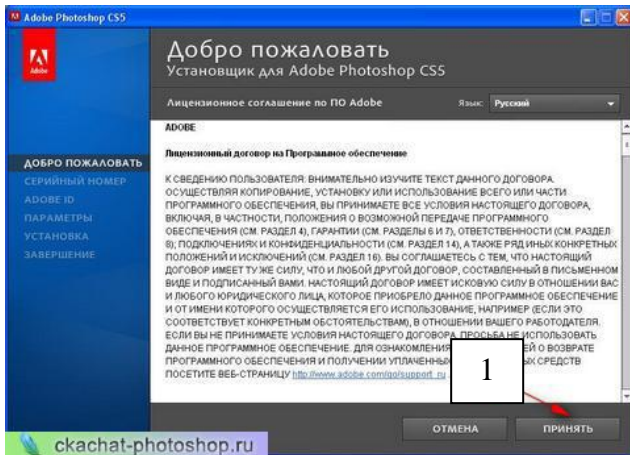 Adobe Photoshop CS5
Adobe
Добро пожаловать
Установщик для Adobe Photoshop CS5
Лицензионное соглашение по ПО Adobe
Язык: Русский
ДОБРО ПОЖАЛОВАТЬ
СЕРИЙНЫЙ НОМЕР
ADOBE ID
ПАРАМЕТРЫ
УСТАНОВКА
ЗАВЕРШЕНИЕ
ADOBE
Лицензионный договор на Программное обеспечение
К СВЕДЕНИЮ ПОЛЬЗОВАТЕЛЯ: ВНИМАТЕЛЬНО ИЗУЧИТЕ ТЕКСТ ДАННОГО ДОГОВОРА.
ОСУЩЕСТВЛЯЯ КОПИРОВАНИЕ, УСТАНОВКУ ИЛИ ИСПОЛЬЗОВАНИЕ ВСЕГО ИЛИ ЧАСТИ
ПРОГРАММНОГО ОБЕСПЕЧЕНИЯ, ВЫ ПРИНИМАЕТЕ ВСЕ УСЛОВИЯ НАСТОЯЩЕГО ДОГОВОРА,
ВКЛЮЧАЯ, В ЧАСТНОСТИ, ПОЛОЖЕНИЯ О ВОЗМОЖНОЙ ПЕРЕДАЧЕ ПРОГРАММНОГО
ОБЕСПЕЧЕНИЯ (СМ. РАЗДЕЛ 4), ГАРАНТИИ (СМ. РАЗДЕЛЫ 6 И 7), ОТВЕТСТВЕННОСТИ (СМ. РАЗДЕЛ
8); ПОДКЛЮЧЕНИЯХ И КОНФИДЕНЦИАЛЬНОСТИ (СМ. РАЗДЕЛ 14), А ТАКЖЕ РЯД ИНЫХ КОНКРЕТНЫХ
ПОЛОЖЕНИЙ И ИСКЛЮЧЕНИЙ (СМ. РАЗДЕЛ 16). ВЫ СОГЛАШАЕТЕСЬ С ТЕМ, ЧТО НАСТОЯЩИЙ
ДОГОВОР ИМЕЕТ ТУ ЖЕ СИЛУ, ЧТО И ЛЮБОЙ ДРУГОЙ ДОГОВОР, СОСТАВЛЕННЫЙ В ПИСЬМЕННОМ
ВИДЕ И ПОДПИСАННЫЙ ВАМИ. НАСТОЯЩИЙ ДОГОВОР ИМЕЕТ ИСКОВУЮ СИЛУ В ОТНОШЕНИИ ВАС
И ЛЮБОГО ЮРИДИЧЕСКОГО ЛИЦА, КОТОРОЕ ПРИОБРЕЛО ДАННОЕ ПРОГРАММНОЕ ОБЕСПЕЧЕНИЕ
И ОТ ИМЕНИ КОТОРОГО ОСУЩЕСТВЛЯЕТСЯ ЕГО ИСПОЛЬЗОВАНИЕ, НАПРИМЕР (ЕСЛИ ЭТО
СООТВЕТСТВУЕТ КОНКРЕТНЫМ ОБСТОЯТЕЛЬСТВАМ), В ОТНОШЕНИИ ВАШЕГО РАБОТОДАТЕЛЯ.
ЕСЛИ ВЫ НЕ ПРИНИМАЕТЕ УСЛОВИЯ НАСТОЯЩЕГО ДОГОВОРА, ПРОСЬБА НЕ ИСПОЛЬЗОВАТЬ
ДАННОЕ ПРОГРАММНОЕ ОБЕСПЕЧЕНИЕ. ДЛЯ ОЗНАКОМЛЕНИЯ ЕЙ О ВОЗВРАТЕ
ПРОГРАММНОГО ОБЕСПЕЧЕНИЯ И ПОЛУЧЕНИИ УПЛАЧЕННЫ ЫХ СРЕДСТВ
ПОСЕТИТЕ ВЕБ-СТРАНИЦУ http://www.adobe.com/go/support_ru
1
ОТМЕНА
ПРИНЯТЬ
ckachat-photoshop.ru